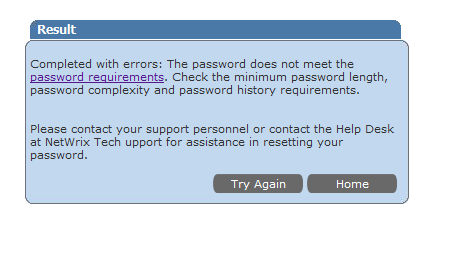 Result
Completed with errors: The password does not meet the
password requirements. Check the minimum password length,
password complexity and password history requirements.
Please contact your support personnel or contact the Help Desk
at NetWrix Tech upport for assistance in resetting your
password.
Try Again
Home